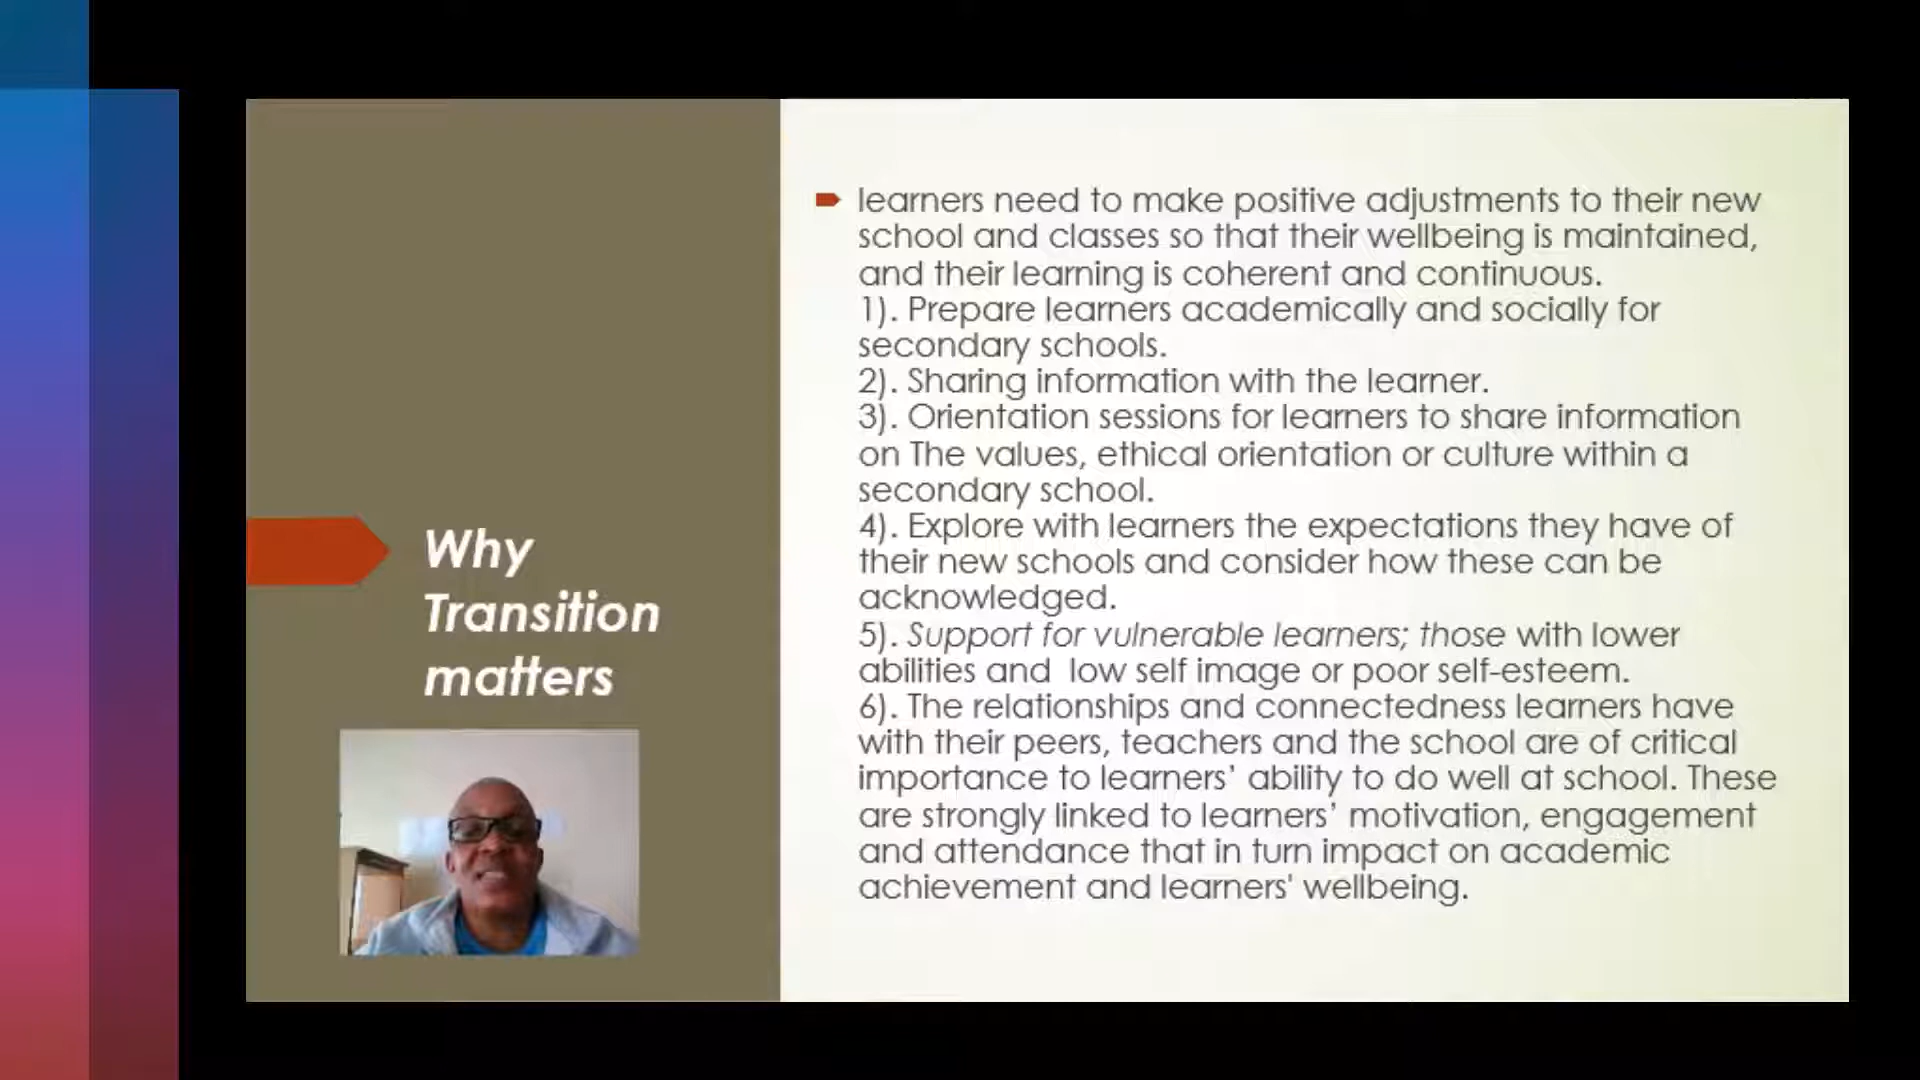 Why
Transition
matters
learners need to make positive adjustments to their new
school and classes so that their wellbeing is maintained,
and their learning is coherent and continuous.
1). Prepare learners academically and socially for
secondary schools.
2). Sharing information with the learner.
3). Orientation sessions for learners to share information
on The values, ethical orientation or culture within a
secondary school.
4). Explore with learners the expectations they have of
their new schools and consider how these can be
acknowledged.
5). Support for vulnerable learners; those with lower
abilities and  low self image or poor self-esteem.
6). The relationships and connectedness learners have
with their peers, teachers and the school are of critical
importance to learners’ ability to do well at school. These
are strongly linked to learners’ motivation, engagement
and attendance that in turn impact on academic
achievement and learners' wellbeing.